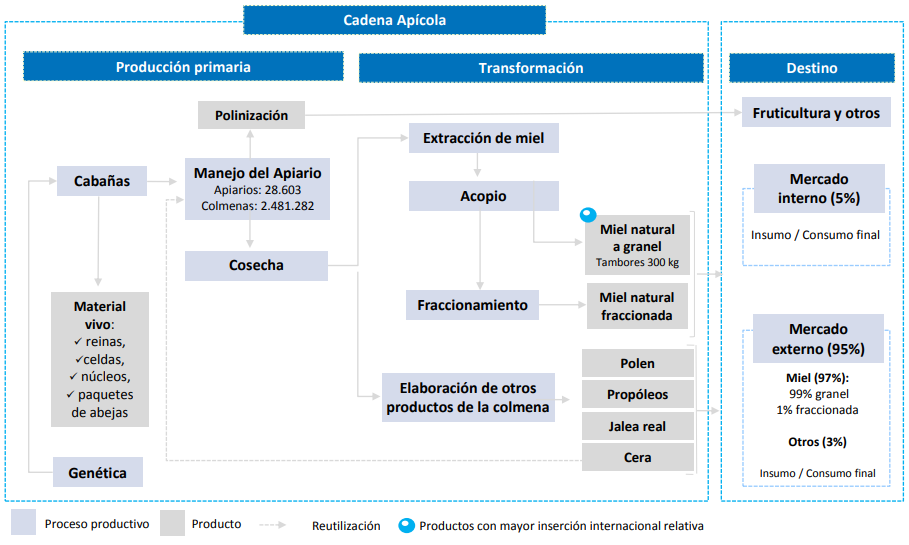 Cadena Apícola
Producción primaria
Transformación
Destino
Polinización
Fruticultura y otros
Extracción de miel
Cabañas
Manejo del Apiario
Apiarios: 28.603
Colmenas: 2.481.282
Acopio
Mercado
interno (5%)
Insumo / Consumo final
Miel natural
a granel
Tambores 300 kg
Cosecha
Material
vivo:
✓ reinas,
✓celdas,
✓ núcleos,
✓ paquetes
de abejas
Fraccionamiento
Miel natural
fraccionada
Mercado
externo (95%)
Miel (97%):
99% granel
1% fraccionada
Otros (3%)
Insumo / Consumo final
Elaboración de otros
productos de la colmena
Polen
Propóleos
Jalea real
Cera
Genética
Proceso productivo
Producto
Reutilización
Productos con mayor inserción internacional relativa